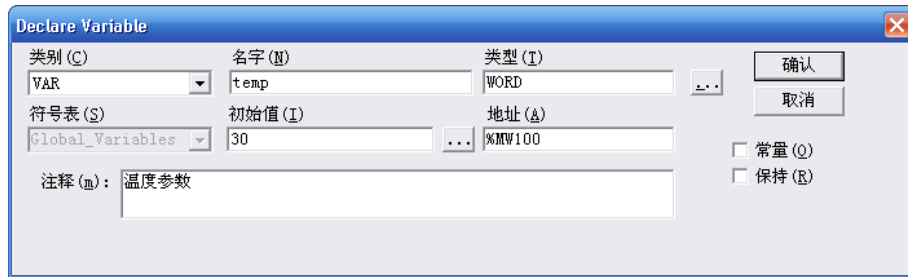 Declare Variable
类别(C) 名字(N) 类型(T)
VAR temp WORD ... 确认
取消
符号表(S) 初始值(I) 地址(A)
Global_Variables 30 ... %MW100
常量(O)
注释(m): 温度参数 保持(R)